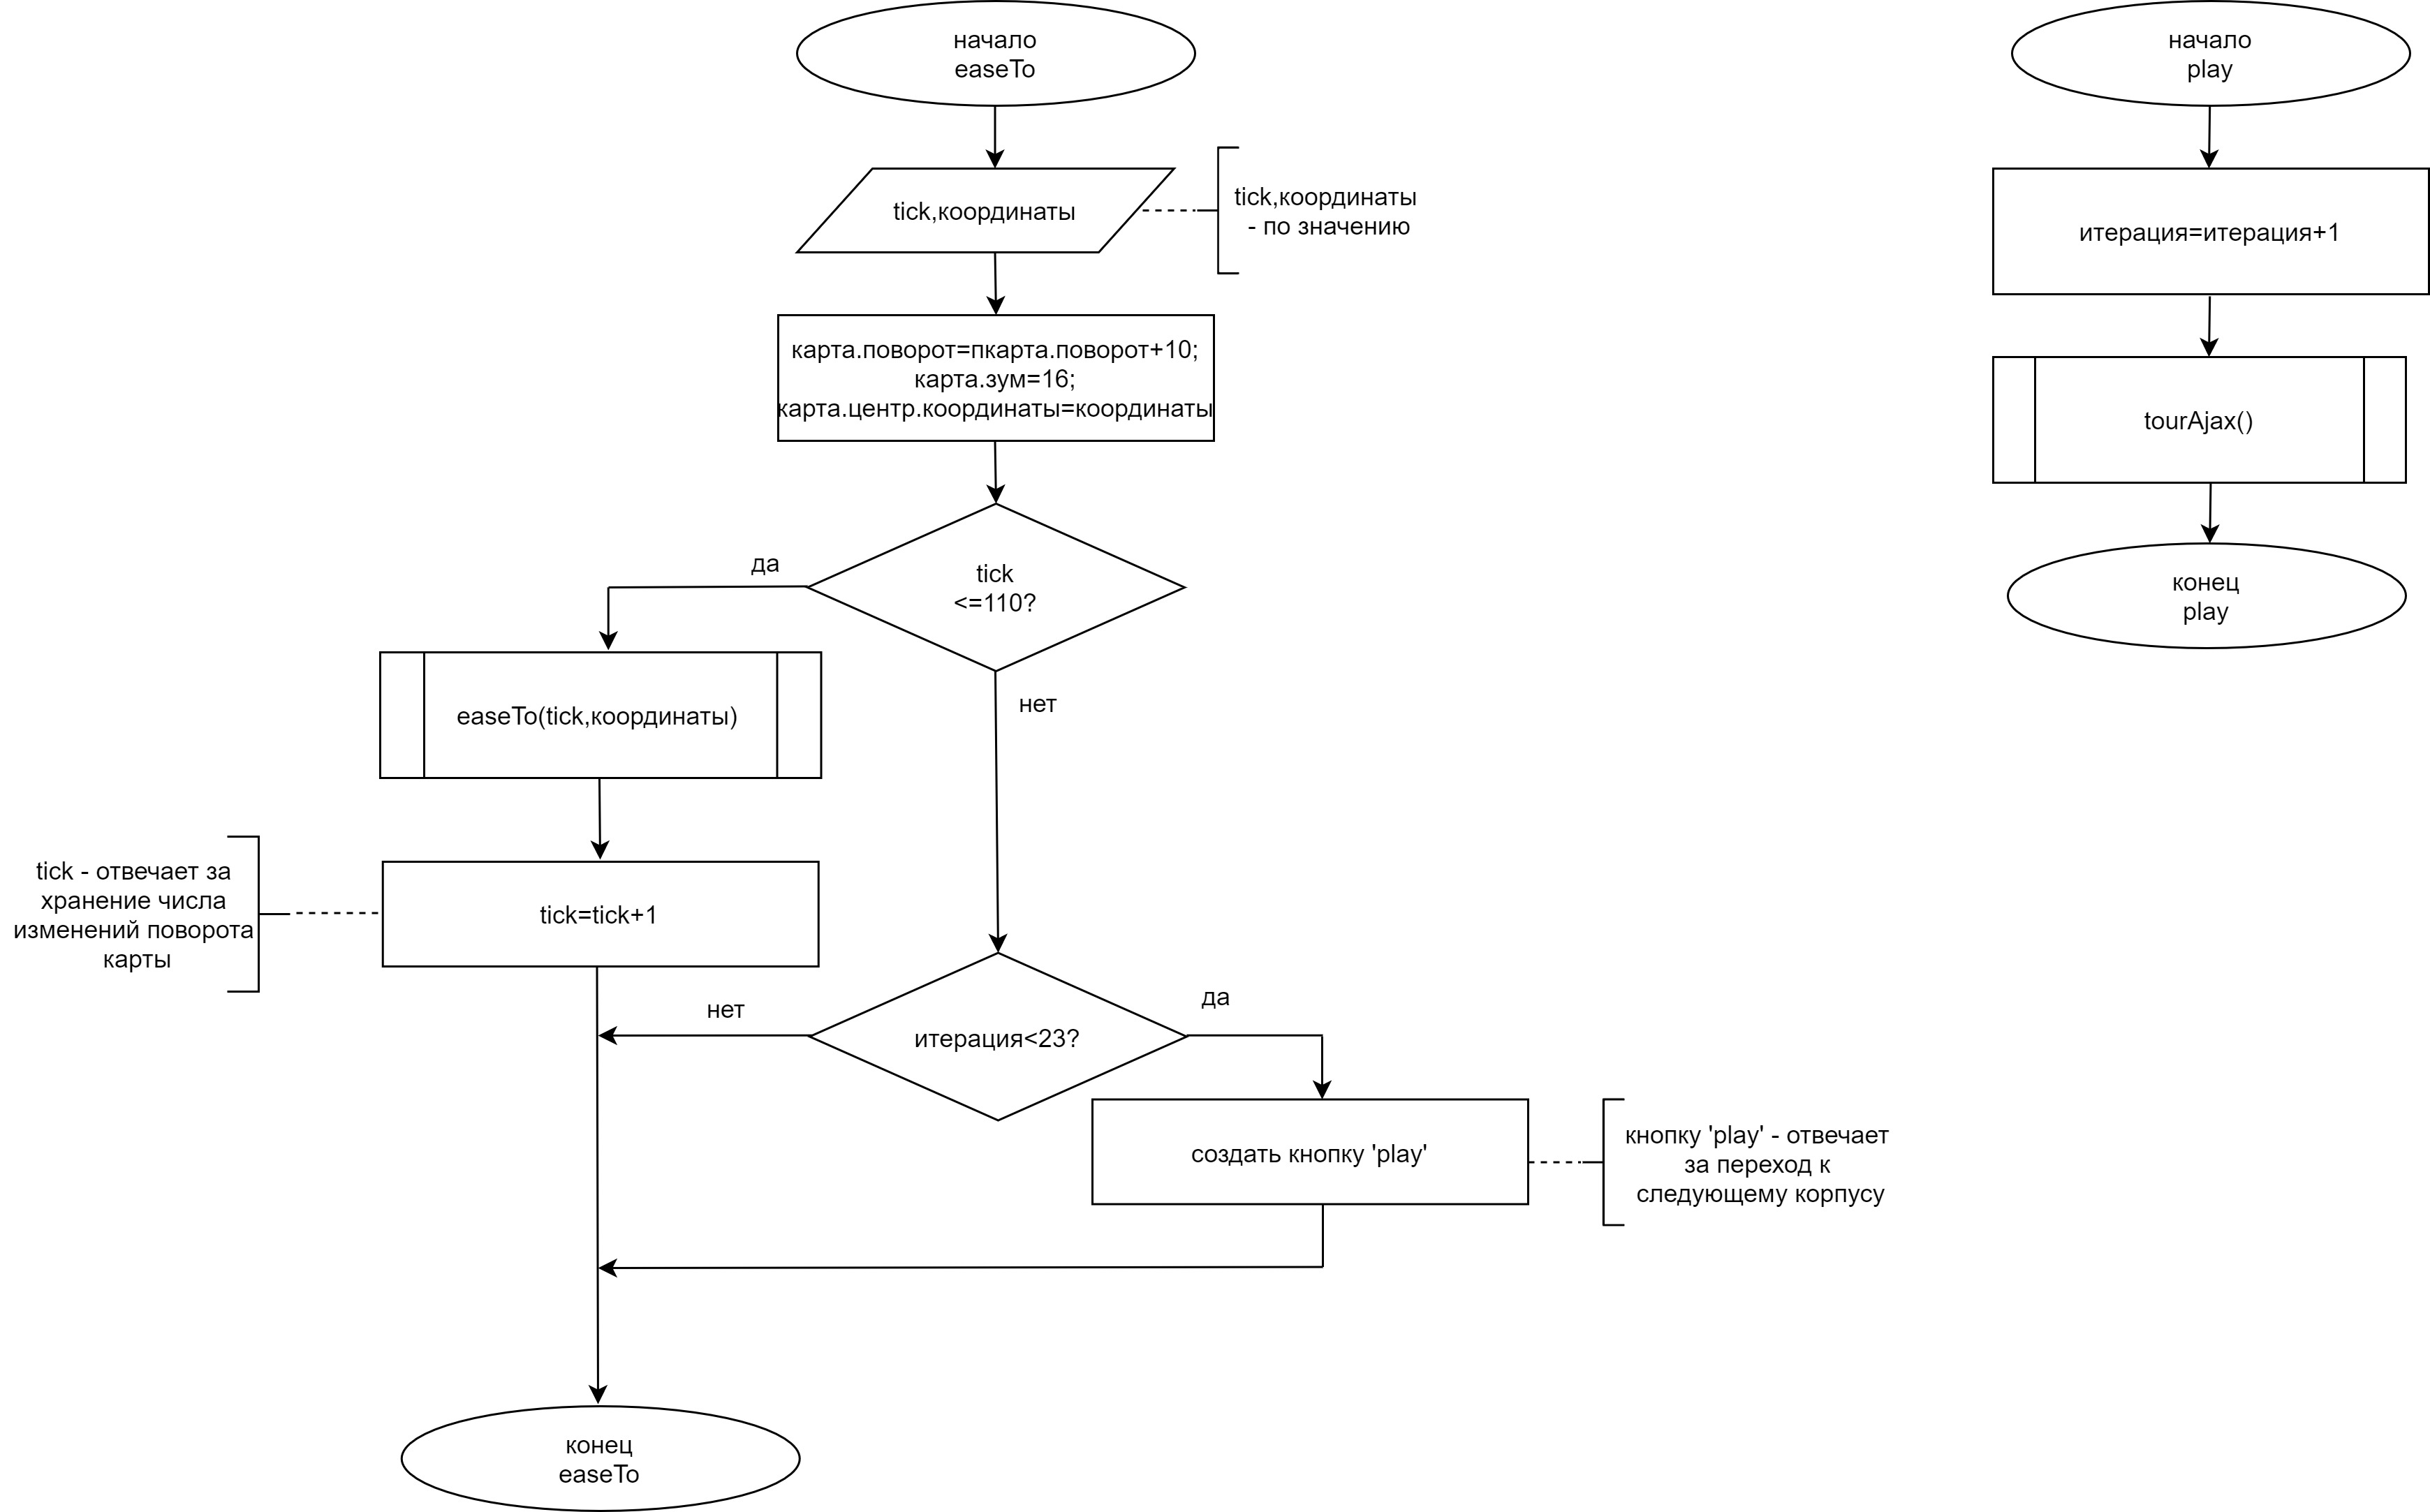 начало
easeTo
tick,координаты
tick,координаты
- по значению
карта.поворот=пкарта.поворот+10;
карта.зум=16;
карта.центр.координаты=координаты
tick
<=110?
да
нет
easeTo(tick,координаты)
tick - отвечает за
хранение числа
изменений поворота
карты
tick=tick+1
нет
итерация<23?
да
создать кнопку 'play'
кнопку 'play' - отвечает
за переход к
следующему корпусу
конец
easeTo
начало
play
итерация=итерация+1
tourAjax()
конец
play